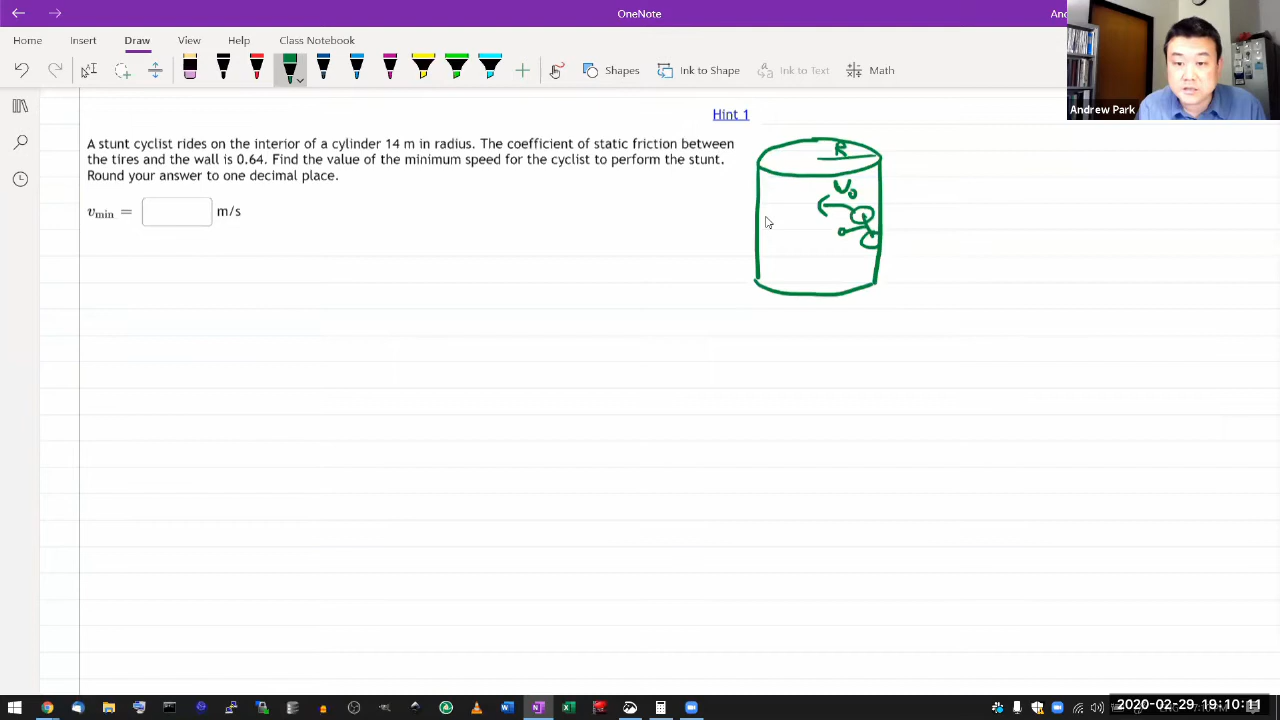 OneNote
An
Home Insert Draw View Help Class Notebook
Shapes Ink to Shape Ink to Text Math
Andrew Park
Hint 1
A stunt cyclist rides on the interior of a cylinder 14 m in radius. The coefficient of static friction between
the tires and the wall is 0.64. Find the value of the minimum speed for the cyclist to perform the stunt.
Round your answer to one decimal place.
v_min = m/s
R
v₀
2020-02-29 19:10:11